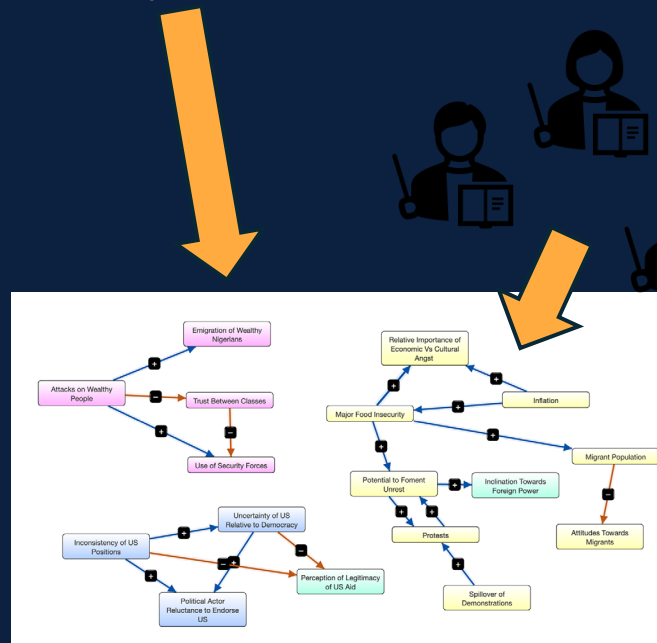 Emigration of Wealthy
Nigerians
+
Attacks on Wealthy
People
−
Trust Between Classes
+
−
Use of Security Forces
Uncertainty of US
Relative to Democracy
+
Inconsistency of US
Positions
−
−
+
+
Perception of Legitimacy
of US Aid
Political Actor
Reluctance to Endorse
US
Relative Importance of
Economic Vs Cultural
Angst
+
+
Inflation
+
Major Food Insecurity
+
+
Migrant Population
Potential to Foment
Unrest
+
Inclination Towards
Foreign Power
−
+
+
Protests
Attitudes Towards
Migrants
+
Spillover of
Demonstrations